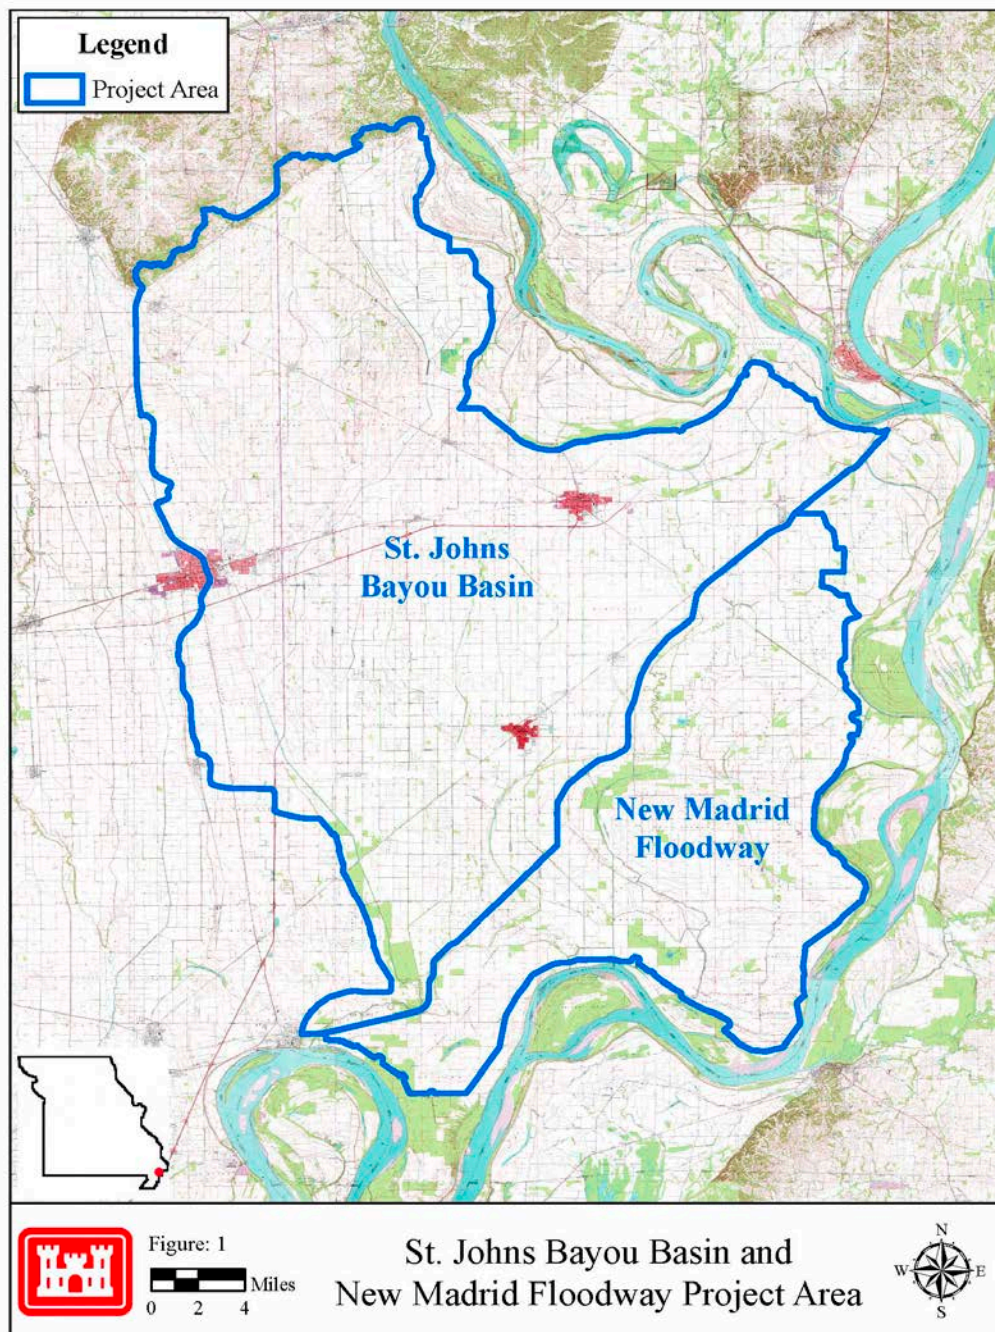 Legend
Project Area
St. Johns
Bayou Basin
New Madrid
Floodway
Figure: 1
Miles
0 2 4
St. Johns Bayou Basin and
New Madrid Floodway Project Area
N
W E
S